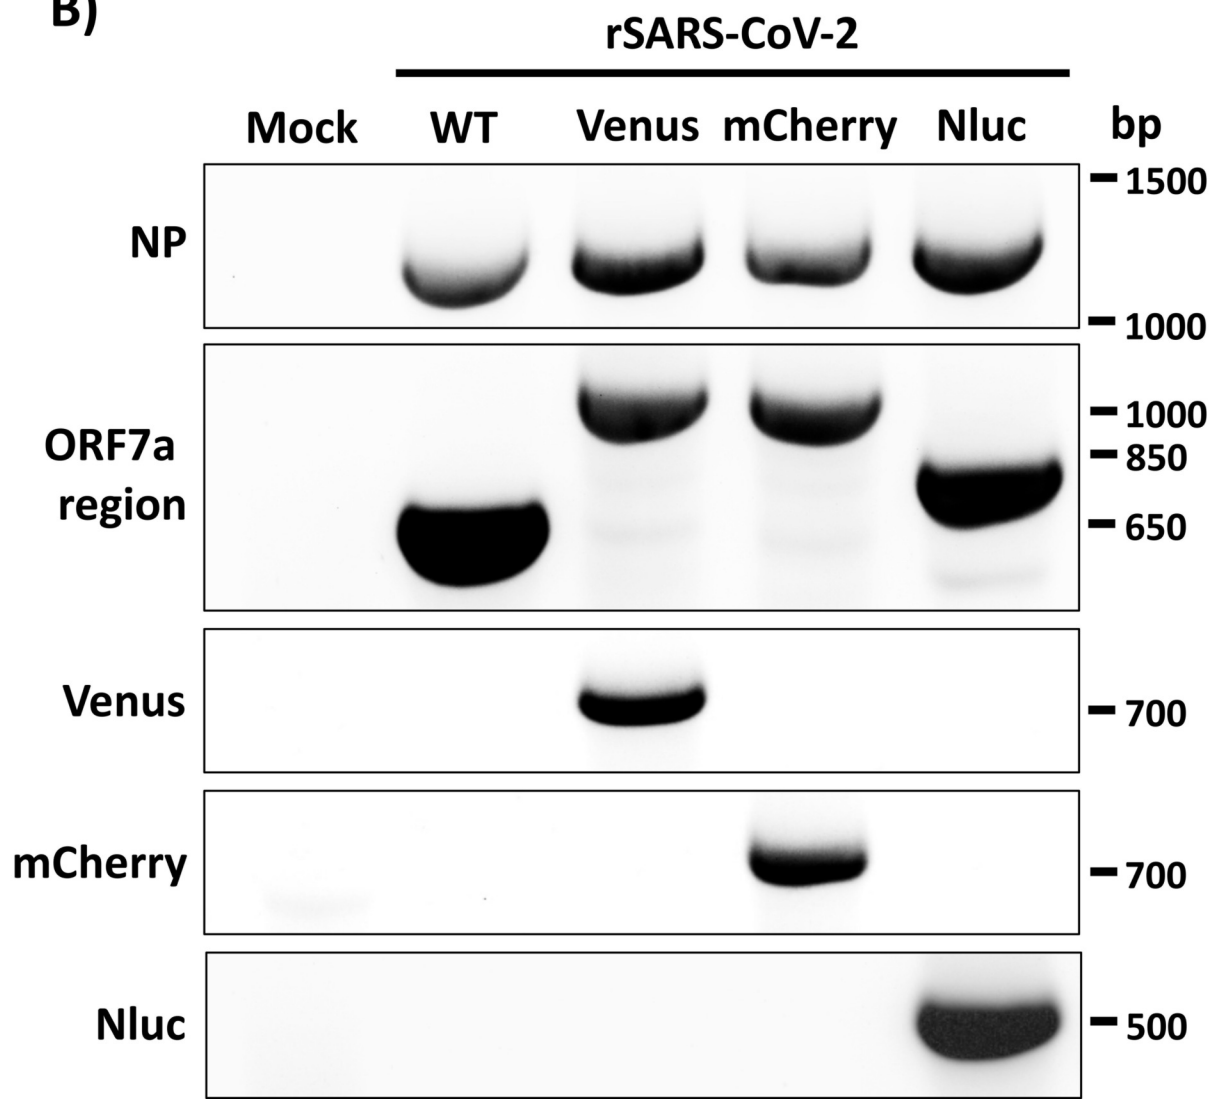 B)
rSARS-CoV-2
Mock WT Venus mCherry Nluc bp
NP
1500
1000
ORF7a
region
1000
850
650
Venus
700
mCherry
700
Nluc
500